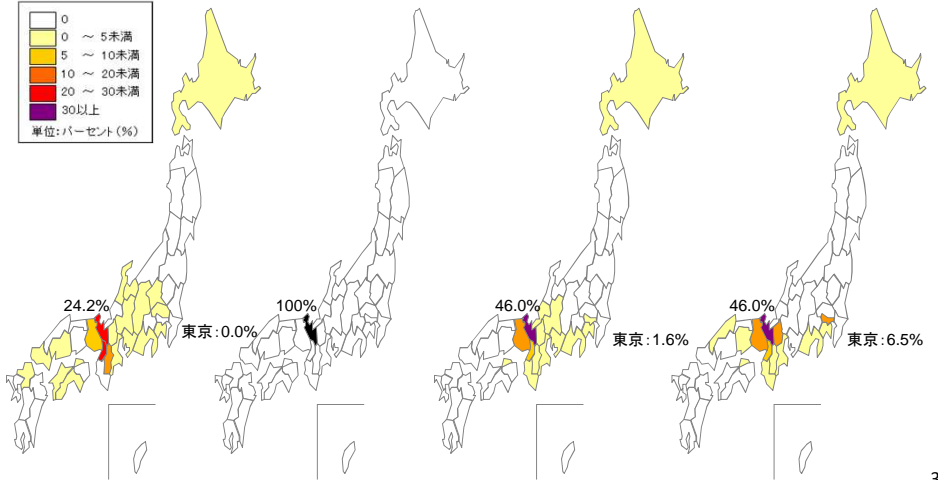 0
0 ～ 5未満
5 ～ 10未満
10 ～ 20未満
20 ～ 30未満
30以上
単位:パーセント(%)
24.2%
東京:0.0%
100%
46.0%
東京:1.6%
46.0%
東京:6.5%
3